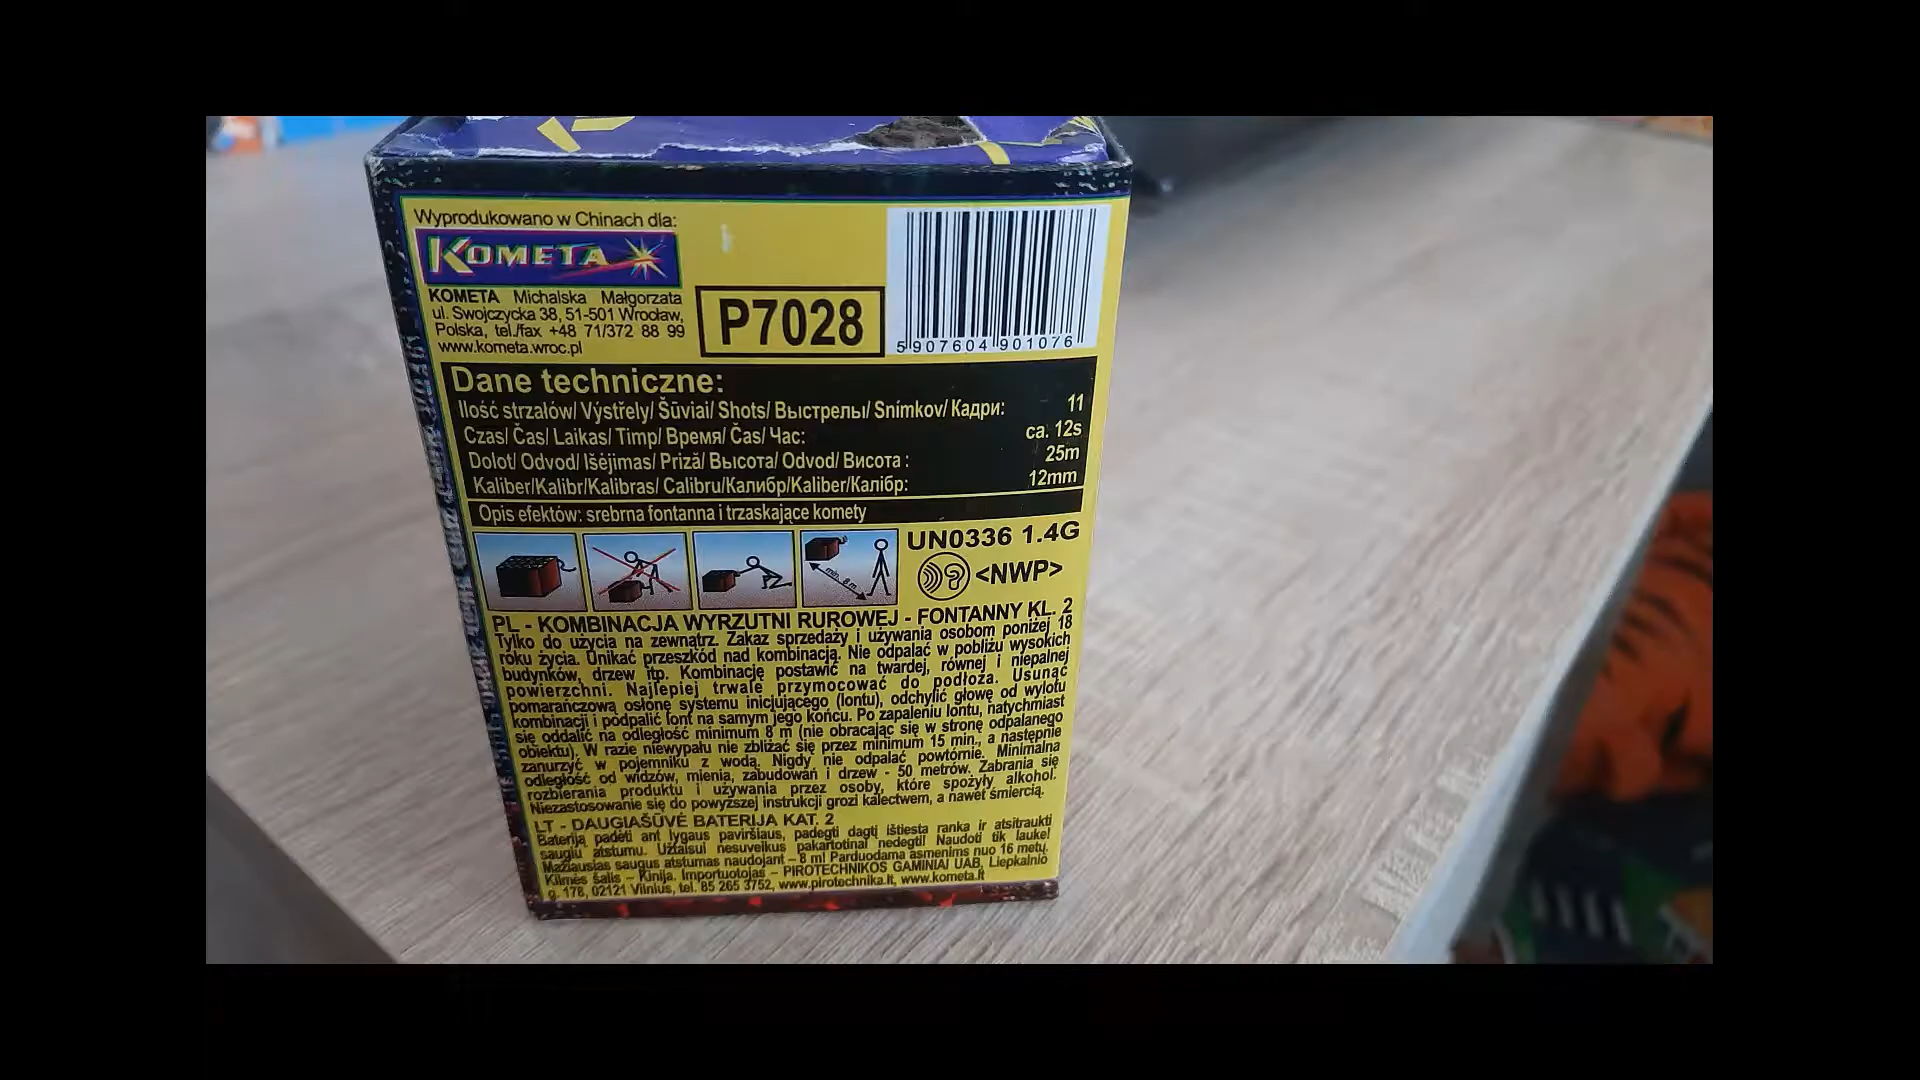 Wyprodukowano w Chinach dla:
KOMETA
KOMETA Michalska Małgorzata
ul. Swojczycka 38, 51-501 Wrocław,
Polska, tel./fax +48 71/372 88 99
www.kometa.wroc.pl
P7028
5 907604 901076
Dane techniczne:
Ilość strzałów/ Výstřely/ Šūviai/ Shots/ Выстрелы/ Snímkov/ Кадри: 11
Czas/ Čas/ Laikas/ Timp/ Время/ Čas/ Час: ca. 12s
Dolot/ Odvod/ Išėjimas/ Priză/ Высота/ Odvod/ Висота : 25m
Kaliber/Kalibr/Kalibras/ Calibru/Калибр/Kaliber/Калібр: 12mm
Opis efektów: srebrna fontanna i trzaskające komety
min. 8 m
UN0336 1.4G
<NWP>
PL - KOMBINACJA WYRZUTNI RUROWEJ - FONTANNY KL. 2
Tylko do użycia na zewnątrz. Zakaz sprzedaży i używania osobom poniżej 18
roku życia. Unikać przeszkód nad kombinacją. Nie odpalać w pobliżu wysokich
budynków, drzew itp. Kombinację postawić na twardej, równej i niepalnej
powierzchni. Najlepiej trwale przymocować do podłoża. Usunąć
pomarańczową osłonę systemu inicjującego (lontu), odchylić głowę od wylotu
kombinacji i podpalić lont na samym jego końcu. Po zapaleniu lontu, natychmiast
się oddalić na odległość minimum 8 m (nie obracając się w stronę odpalanego
obiektu). W razie niewypału nie zbliżać się przez minimum 15 min., a następnie
zanurzyć w pojemniku z wodą. Nigdy nie odpalać powtórnie. Minimalna
odległość od widzów, mienia, zabudowań i drzew - 50 metrów. Zabrania się
rozbierania produktu i używania przez osoby, które spożyły alkohol.
Niezastosowanie się do powyższej instrukcji grozi kalectwem, a nawet śmiercią.
LT - DAUGIAŠŪVĖ BATERIJA KAT. 2
Bateriją padėti ant lygaus paviršiaus, padegti dagtį ištiesta ranka ir atsitraukti
saugiu atstumu. Užtaisui nesuveikus pakartotinai nedegti! Naudoti tik lauke!
Mažiausias saugus atstumas naudojant – 8 m! Parduodama asmenims nuo 16 metų.
Kilmės šalis – Kinija. Importuotojas – PIROTECHNIKOS GAMINIAI UAB, Liepkalnio
g. 178, 02121 Vilnius, tel. 85 265 3752, www.pirotechnika.lt, www.kometa.lt